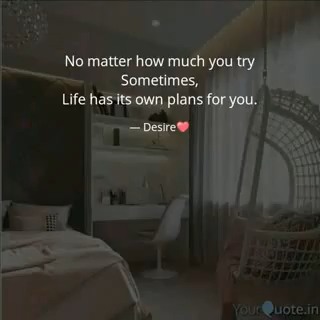 No matter how much you try
Sometimes,
Life has its own plans for you.
— Desire❤️
YourQuote.in